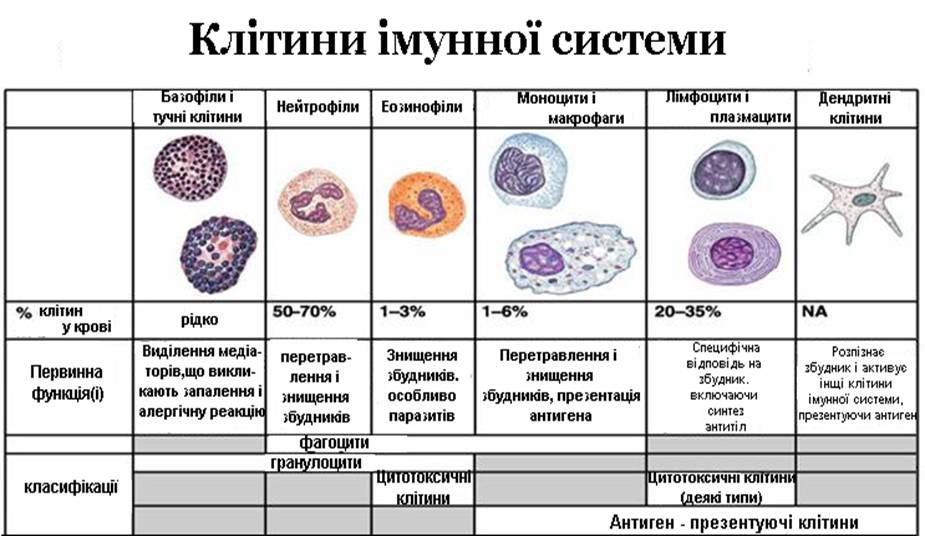 Клітини імунної системи
Базофіли і
тучні клітини
Нейтрофіли
Еозинофіли
Моноцити і
макрофаги
Лімфоцити і
плазмацити
Дендритні
клітини
% клітин
у крові
рідко
50–70%
1–3%
1–6%
20–35%
NA
Первинна
функція(і)
Виділення медіа-
торів,що викли-
кають запалення і
алергічну реакцію
перетрав-
лення і
знищення
збудників
Знищення
збудників.
особливо
паразитів
Перетравлення і
знищення
збудників, презентація
антигена
Специфічна
відповідь на
збудник.
включаючи
синтез
антитіл
Розпізнає
збудник і активує
інщі клітини
імунної системи,
презентуючи антиген
класифікації
фагоцити
гранулоцити
Цитотоксичні
клітини
Цитотоксичні клітини
(деякі типи)
Антиген - презентуючі клітини